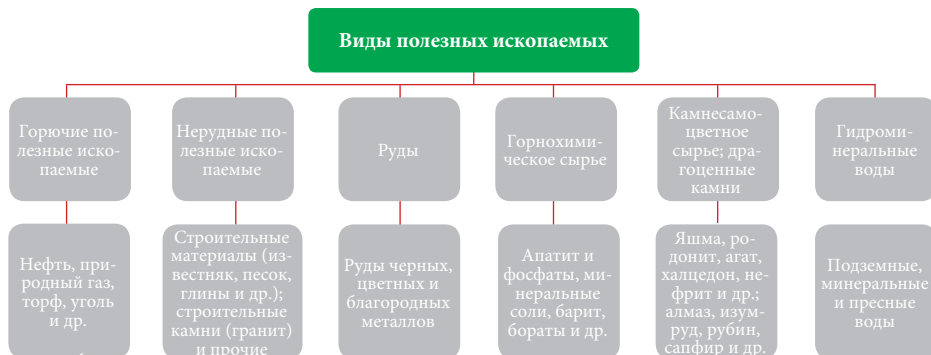 Виды полезных ископаемых
Горючие по-
лезные иско-
паемые
Нерудные по-
лезные иско-
паемые
Руды
Горнохими-
ческое сырье
Камнесамо-
цветное
сырье; дра-
гоценные
камни
Гидроми-
неральные
воды
Нефть, при-
родный газ,
торф, уголь
и др.
Строительные
материалы (из-
вестняк, песок,
глины и др.);
строительные
камни (гранит)
и прочие
Руды черных,
цветных и
благородных
металлов
Апатит и
фосфаты, ми-
неральные
соли, барит,
бораты и др.
Яшма, ро-
донит, агат,
халцедон, не-
фрит и др.;
алмаз, изум-
руд, рубин,
сапфир и др.
Подземные,
минеральные
и пресные
воды